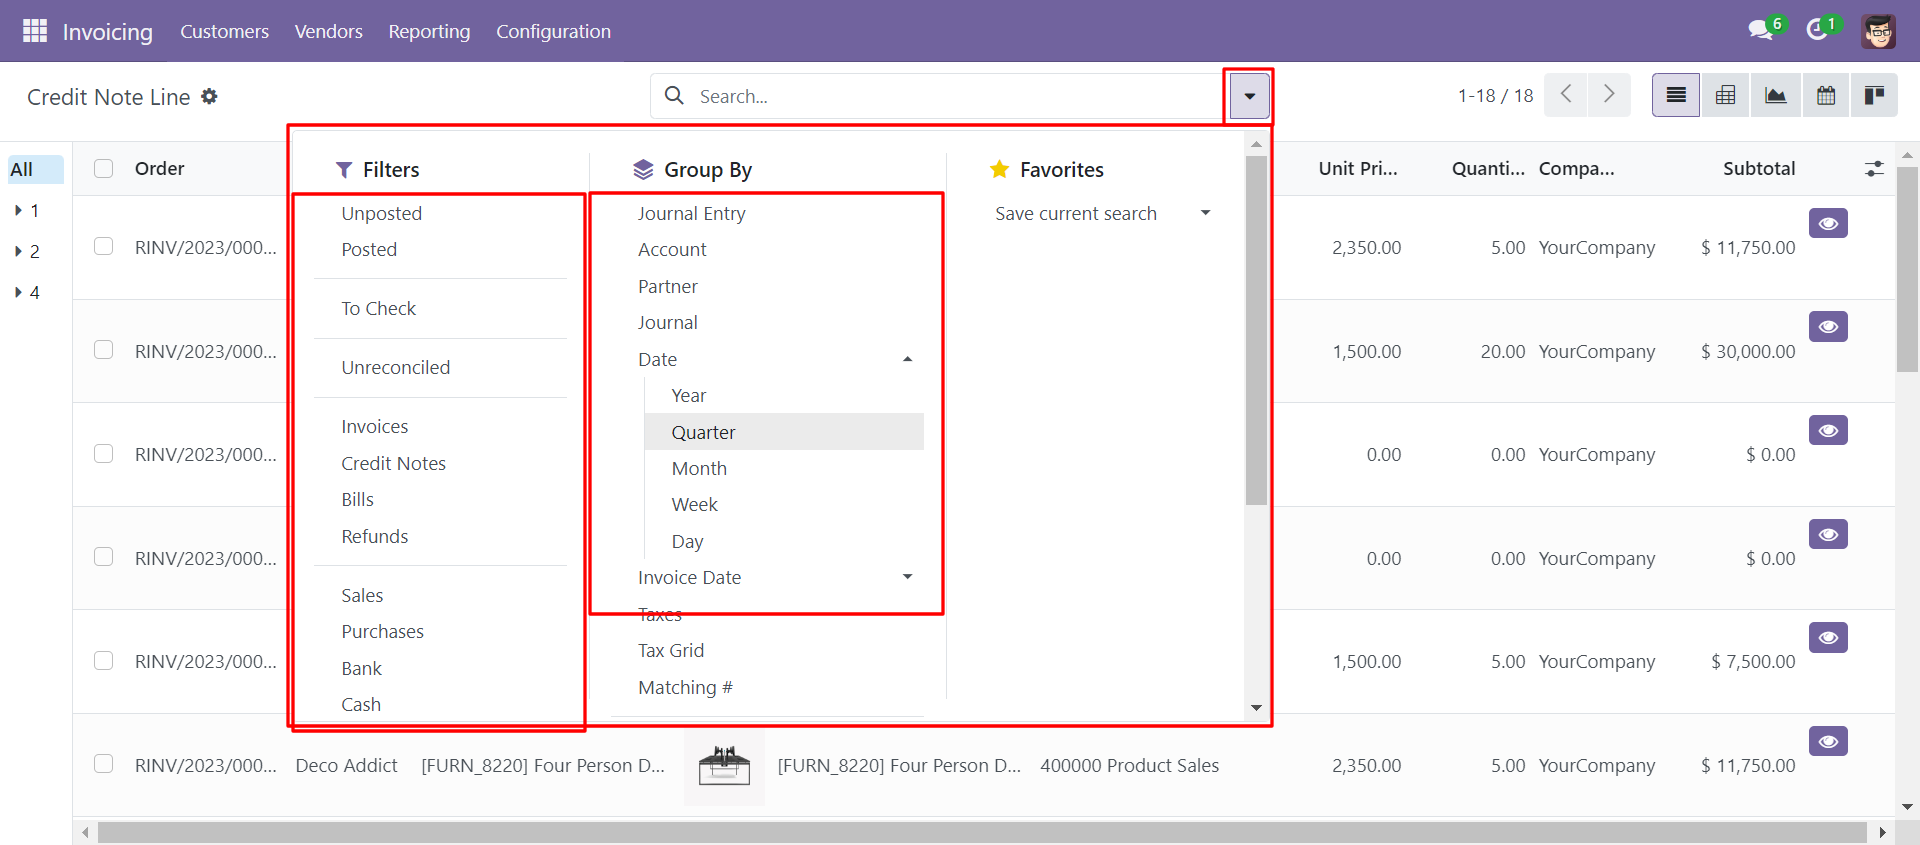 Invoicing Customers Vendors Reporting Configuration 6 1
Credit Note Line Search... 1-18 / 18
All Order Filters Group By Favorites Unit Pri... Quanti... Compa... Subtotal
1
2
4
Unposted
Posted
To Check
Unreconciled
Invoices
Credit Notes
Bills
Refunds
Sales
Purchases
Bank
Cash
Journal Entry
Account
Partner
Journal
Date
Year
Quarter
Month
Week
Day
Invoice Date
Taxes
Tax Grid
Matching #
Save current search
RINV/2023/000... 2,350.00 5.00 YourCompany $ 11,750.00
RINV/2023/000... 1,500.00 20.00 YourCompany $ 30,000.00
RINV/2023/000... 0.00 0.00 YourCompany $ 0.00
RINV/2023/000... 0.00 0.00 YourCompany $ 0.00
RINV/2023/000... 1,500.00 5.00 YourCompany $ 7,500.00
RINV/2023/000... Deco Addict [FURN_8220] Four Person D... [FURN_8220] Four Person D... 400000 Product Sales 2,350.00 5.00 YourCompany $ 11,750.00